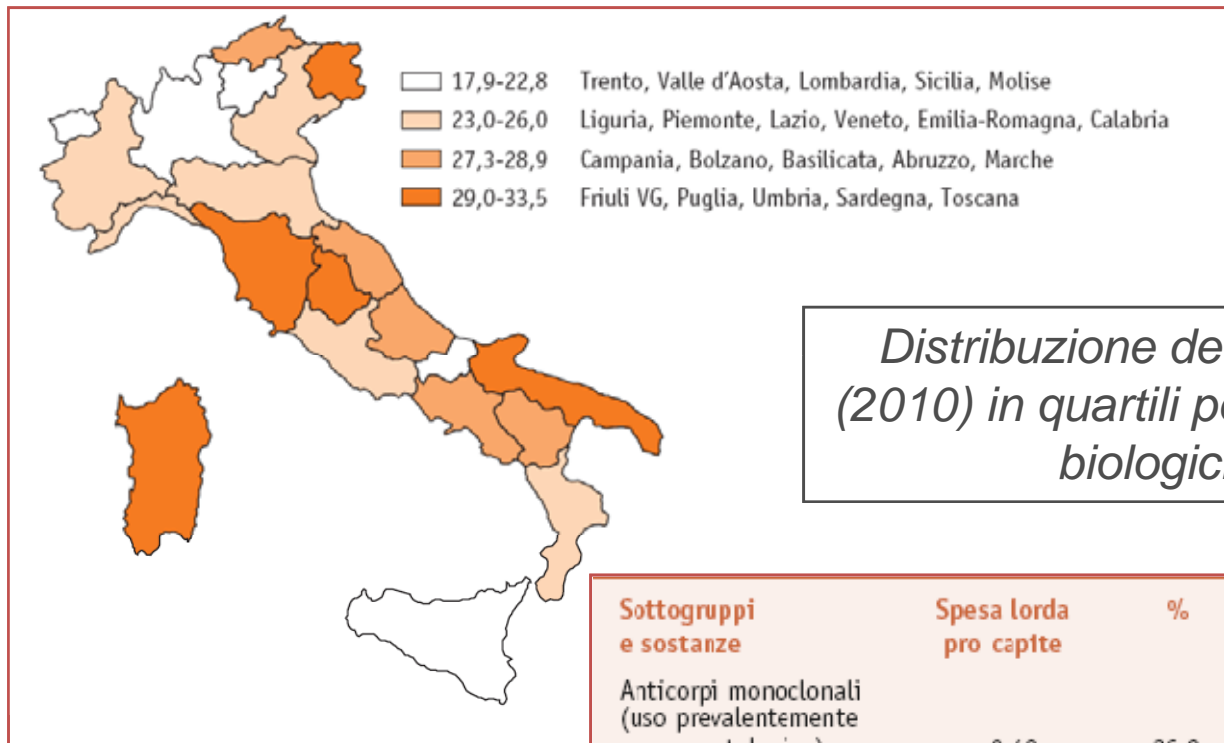 17,9-22,8 Trento, Valle d'Aosta, Lombardia, Sicilia, Molise
23,0-26,0 Liguria, Piemonte, Lazio, Veneto, Emilia-Romagna, Calabria
27,3-28,9 Campania, Bolzano, Basilicata, Abruzzo, Marche
29,0-33,5 Friuli VG, Puglia, Umbria, Sardegna, Toscana
Distribuzione de
(2010) in quartili
biologic
Sottogruppi Spesa lorda %
e sostanze pro capite
Anticorpi monoclonali
(uso prevalentemente